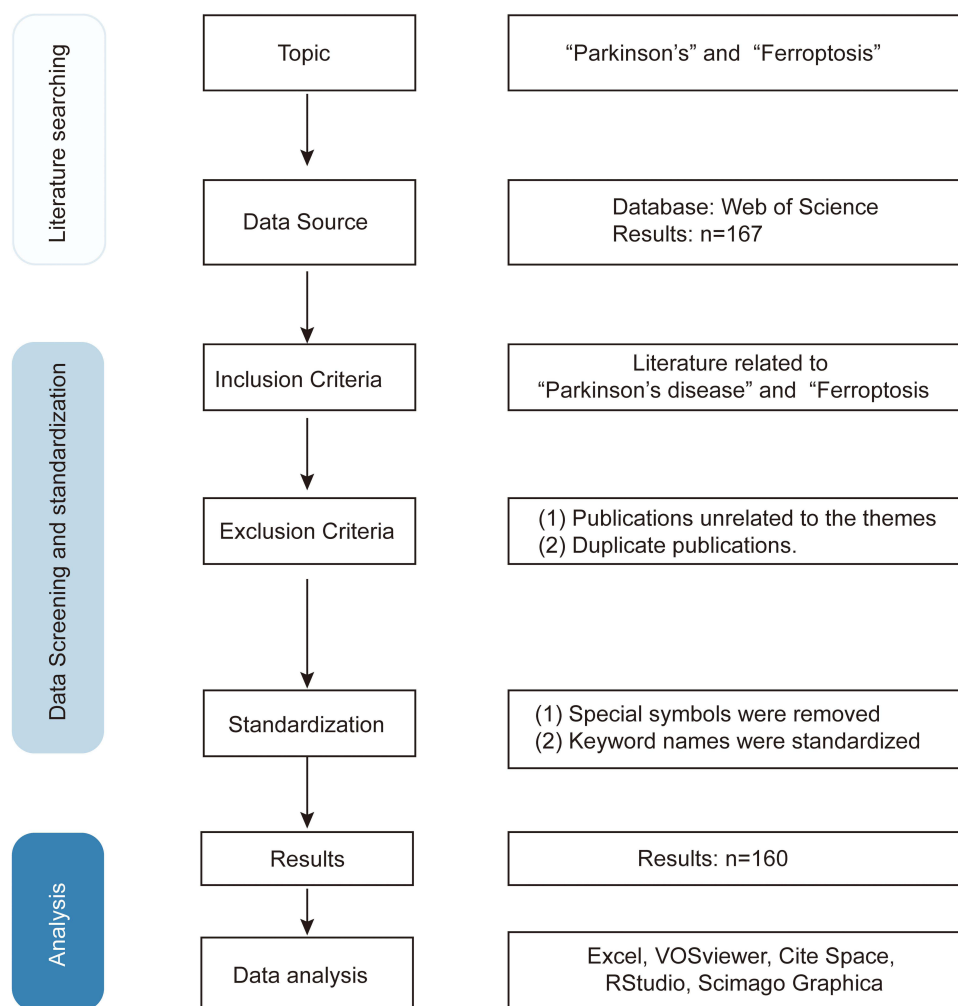 Literature searching
Topic
“Parkinson’s” and “Ferroptosis”
Data Source
Database: Web of Science
Results: n=167
Data Screening and standardization
Inclusion Criteria
Literature related to
“Parkinson’s disease” and “Ferroptosis
Exclusion Criteria
(1) Publications unrelated to the themes
(2) Duplicate publications.
Standardization
(1) Special symbols were removed
(2) Keyword names were standardized
Analysis
Results
Results: n=160
Data analysis
Excel, VOSviewer, Cite Space,
RStudio, Scimago Graphica